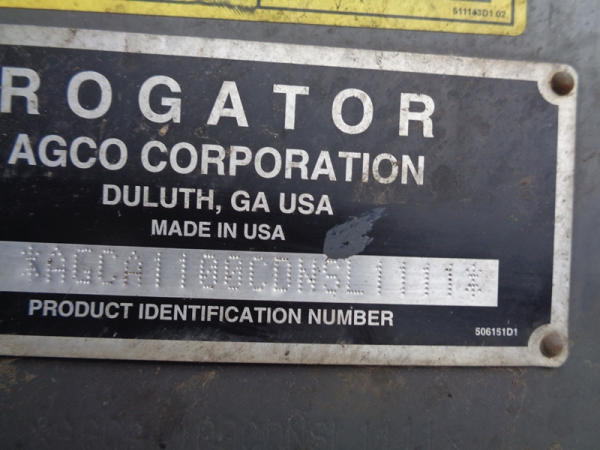 511143D1 02
ROGATOR
AGCO CORPORATION
DULUTH, GA USA
MADE IN USA
*AGCA1100CDNSL1111*
PRODUCT IDENTIFICATION NUMBER
506151D1